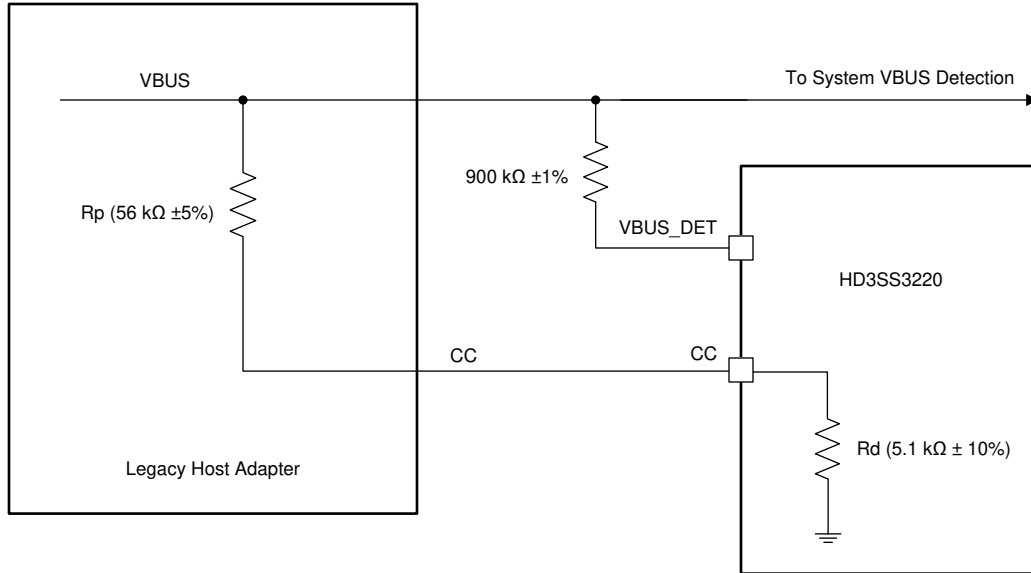 VBUS
To System VBUS Detection
900 kΩ ±1%
Rp (56 kΩ ±5%)
VBUS_DET
HD3SS3220
CC
CC
Rd (5.1 kΩ ± 10%)
Legacy Host Adapter